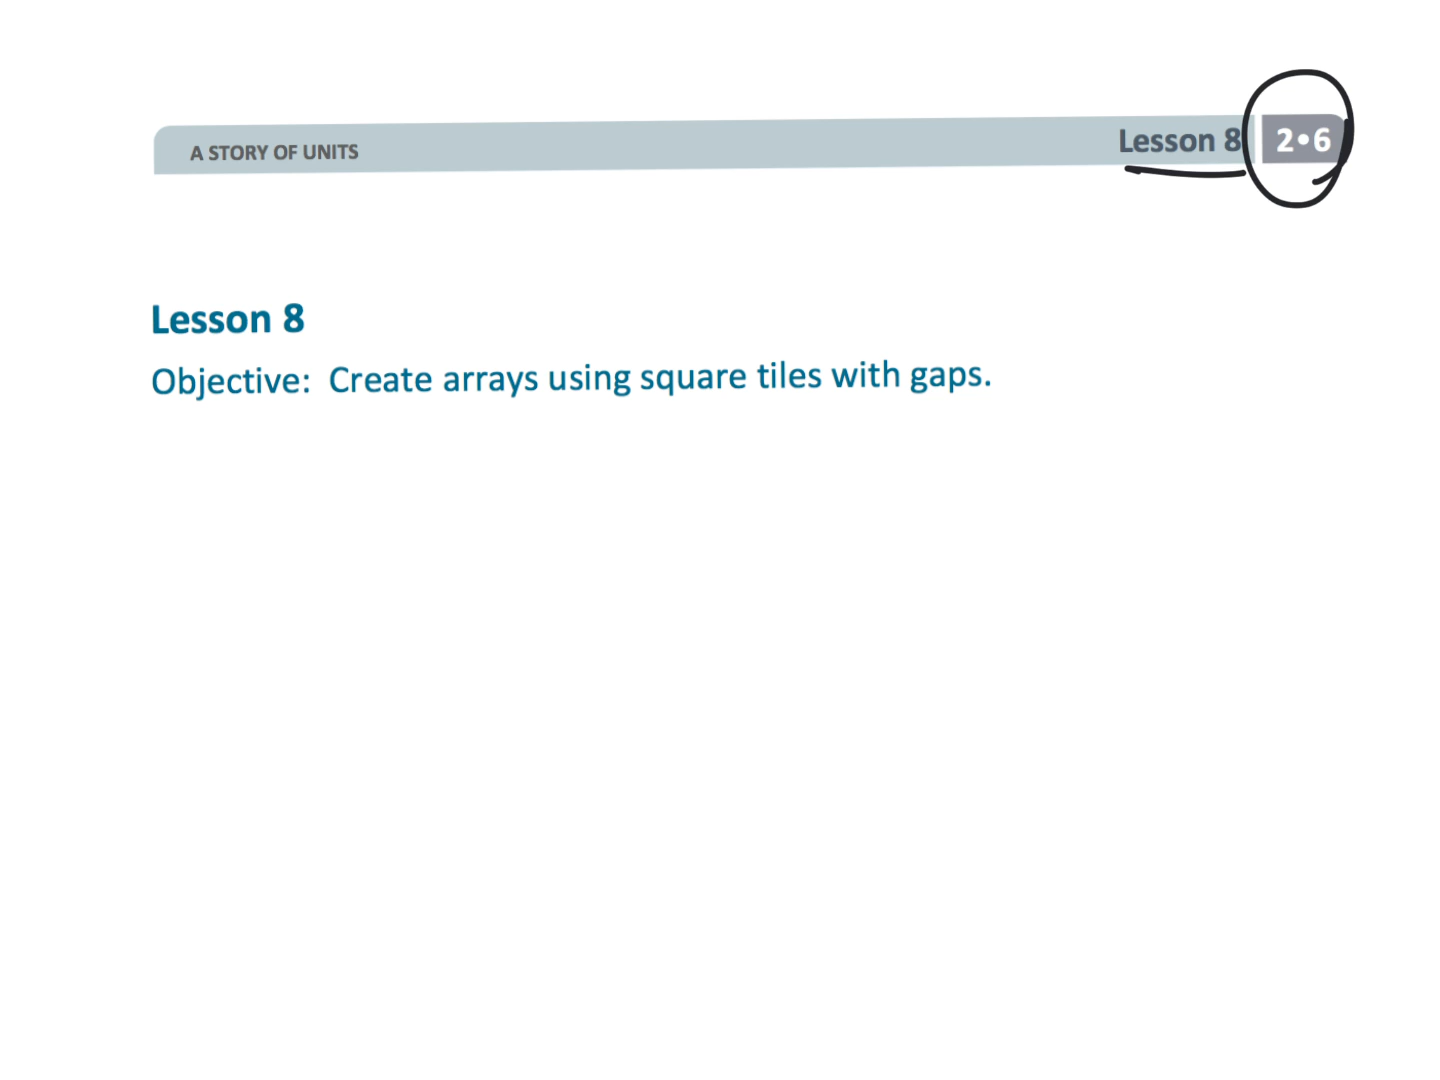 A STORY OF UNITS
Lesson 8 2•6
Lesson 8
Objective: Create arrays using square tiles with gaps.